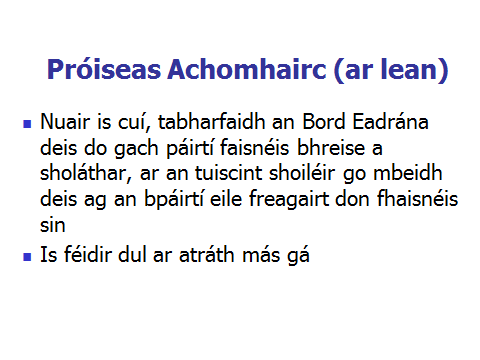 Próiseas Achomhairc (ar lean)
Nuair is cuí, tabharfaidh an Bord Eadrána
deis do gach páirtí faisnéis bhreise a
sholáthar, ar an tuiscint shoiléir go mbeidh
deis ag an bpáirtí eile freagairt don fhaisnéis
sin
Is féidir dul ar atráth más gá